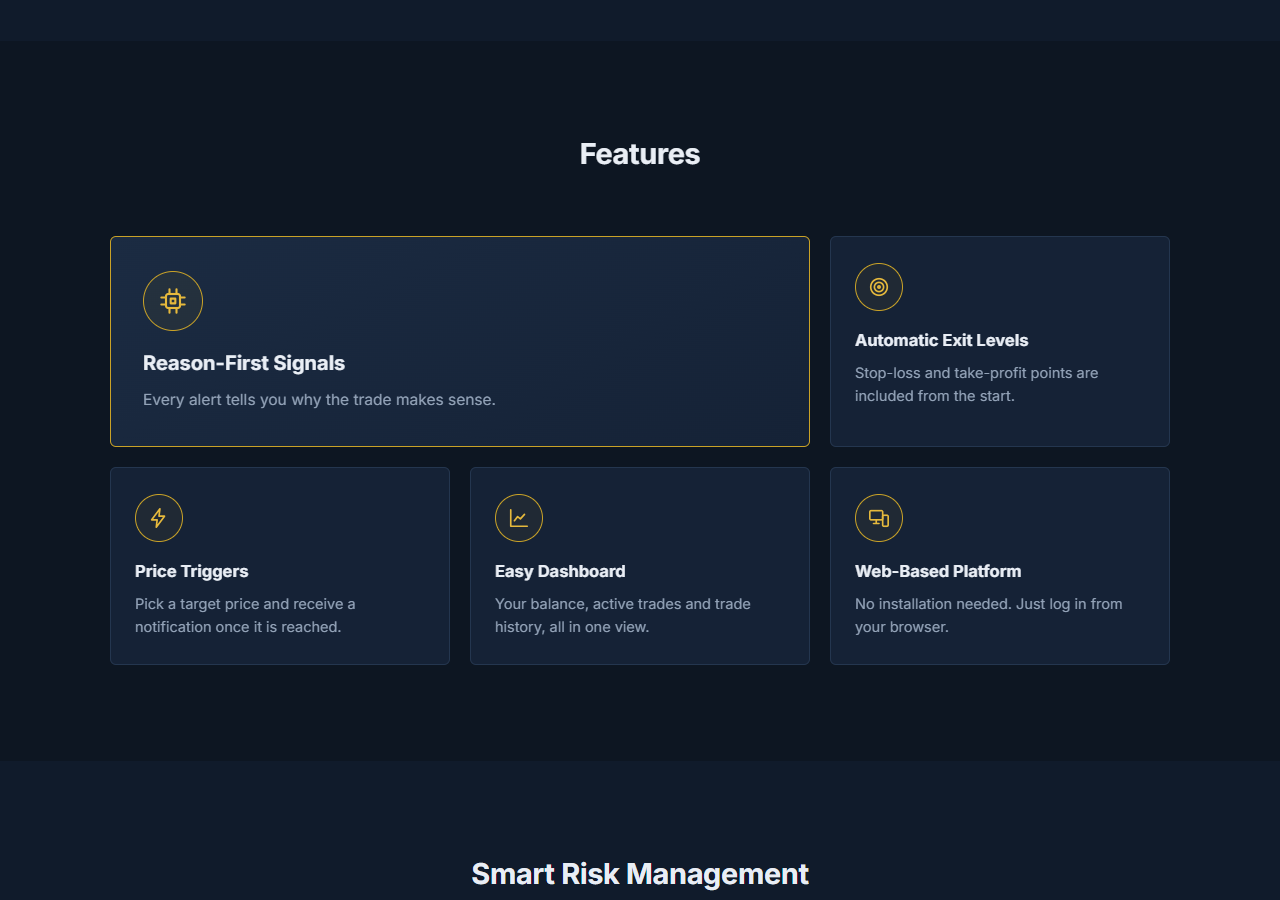 Features
Reason-First Signals
Every alert tells you why the trade makes sense.
Automatic Exit Levels
Stop-loss and take-profit points are
included from the start.
Price Triggers
Pick a target price and receive a
notification once it is reached.
Easy Dashboard
Your balance, active trades and trade
history, all in one view.
Web-Based Platform
No installation needed. Just log in from
your browser.
Smart Risk Management